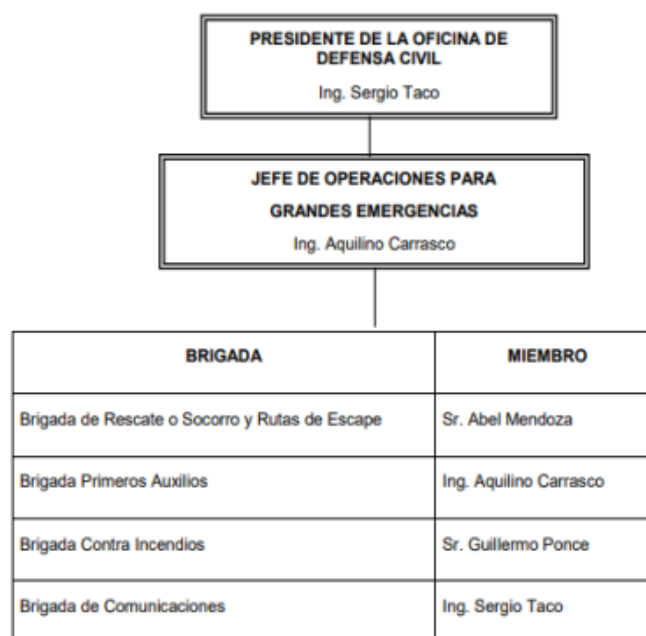 PRESIDENTE DE LA OFICINA DE
DEFENSA CIVIL
Ing. Sergio Taco
JEFE DE OPERACIONES PARA
GRANDES EMERGENCIAS
Ing. Aquilino Carrasco
BRIGADA MIEMBRO
Brigada de Rescate o Socorro y Rutas de Escape Sr. Abel Mendoza
Brigada Primeros Auxilios Ing. Aquilino Carrasco
Brigada Contra Incendios Sr. Guillermo Ponce
Brigada de Comunicaciones Ing. Sergio Taco